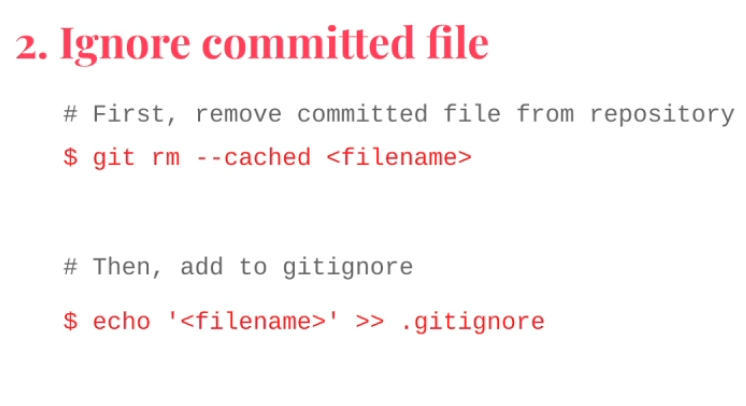 2. Ignore committed file
# First, remove committed file from repository
$ git rm --cached <filename>
# Then, add to gitignore
$ echo '<filename>' >> .gitignore